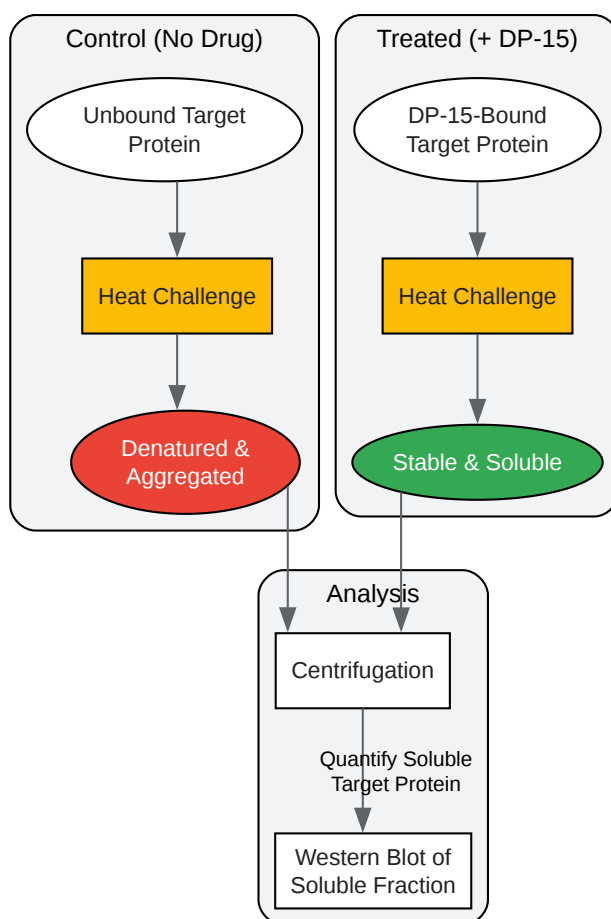 Control (No Drug)
Unbound Target
Protein
Heat Challenge
Denatured &
Aggregated
Treated (+ DP-15)
DP-15-Bound
Target Protein
Heat Challenge
Stable & Soluble
Analysis
Centrifugation
Quantify Soluble
Target Protein
Western Blot of
Soluble Fraction